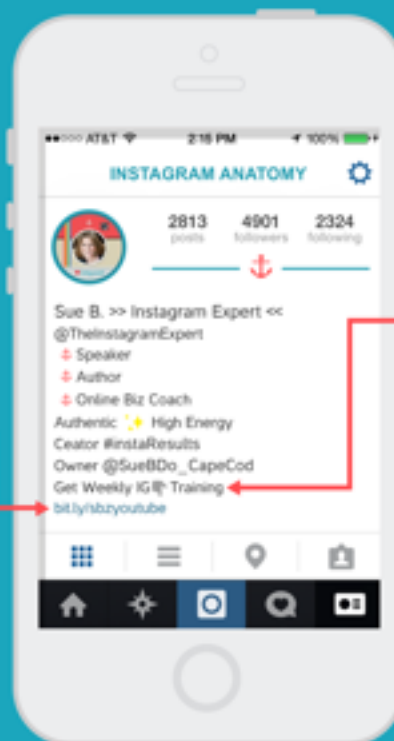 AT&T 2:15 PM 100%
INSTAGRAM ANATOMY
2813 4901 2324
posts followers following
Sue B. >> Instagram Expert <<
@TheInstagramExpert
Speaker
Author
Online Biz Coach
Authentic ✨ High Energy
Ceator #instaResults
Owner @SueBDo_CapeCod
Get Weekly IG Training
bit.ly/sbzyoutube